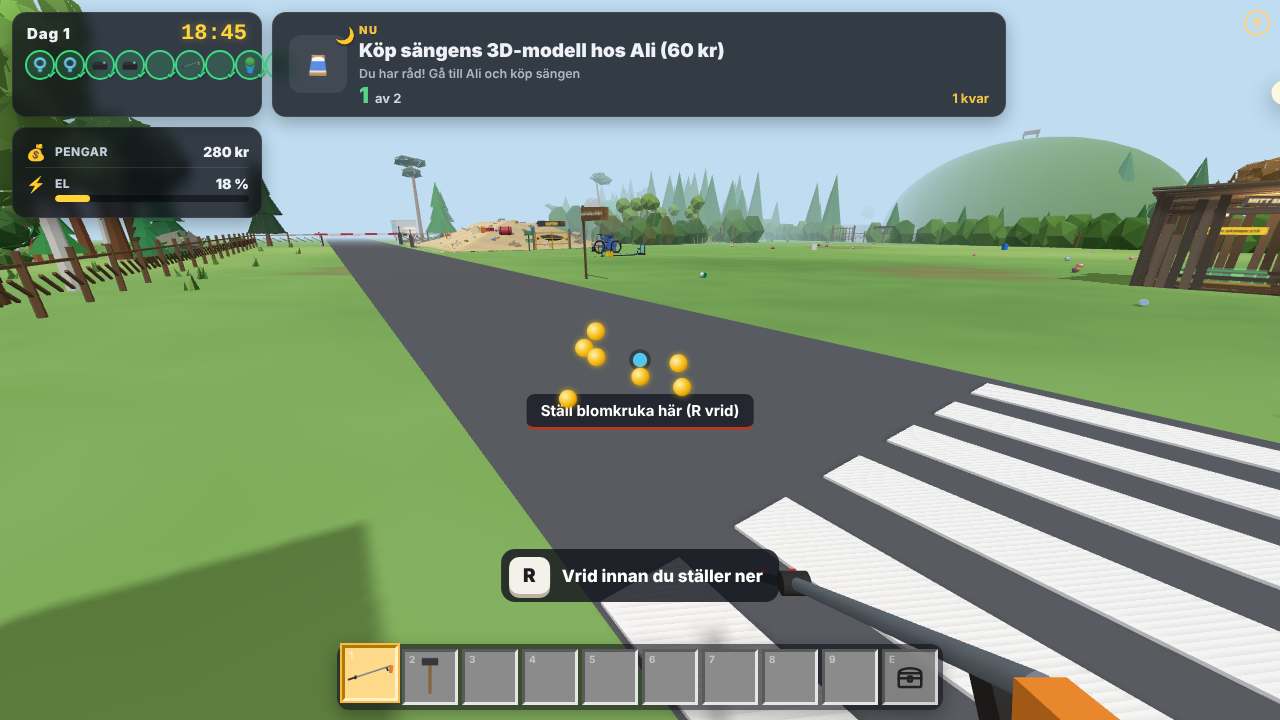 Dag 1
18:45
NU
Köp sängens 3D-modell hos Ali (60 kr)
Du har råd! Gå till Ali och köp sängen
1 av 2
1 kvar
PENGAR
280 kr
EL
18 %
Ställ blomkruka här (R vrid)
R
Vrid innan du ställer ner
1
2
3
4
5
6
7
8
9
E